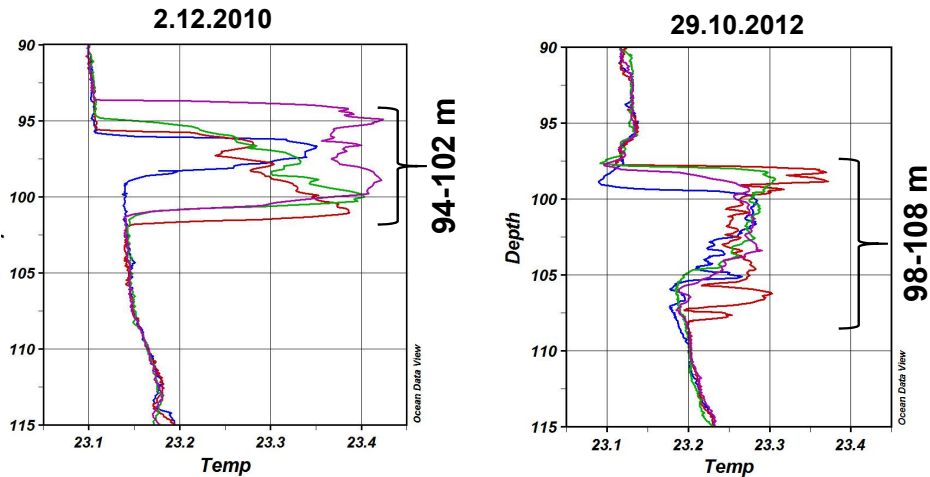 2.12.2010
90
95
100
105
110
115
23.1 23.2 23.3 23.4
Temp
Ocean Data View
94-102 m
29.10.2012
Depth
90
95
100
105
110
115
23.1 23.2 23.3 23.4
Temp
Ocean Data View
98-108 m